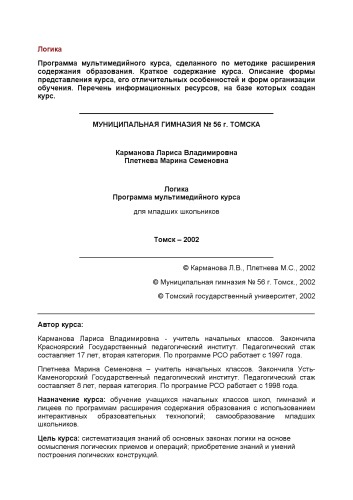 Логика
Программа мультимедийного курса, сделанного по методике расширения
содержания образования. Краткое содержание курса. Описание формы
представления курса, его отличительных особенностей и форм организации
обучения. Перечень информационных ресурсов, на базе которых создан
курс.
МУНИЦИПАЛЬНАЯ ГИМНАЗИЯ № 56 г. ТОМСКА
Карманова Лариса Владимировна
Плетнева Марина Семеновна
Логика
Программа мультимедийного курса
для младших школьников
Томск – 2002
© Карманова Л.В., Плетнева М.С., 2002
© Муниципальная гимназия № 56 г. Томск., 2002
© Томский государственный университет, 2002
Автор курса:
Карманова Лариса Владимировна - учитель начальных классов. Закончила
Красноярский Государственный педагогический институт. Педагогический стаж
составляет 17 лет, вторая категория. По программе РСО работает с 1997 года.
Плетнева Марина Семеновна – учитель начальных классов. Закончила Усть-
Каменогорский Государственный педагогический институт. Педагогический стаж
составляет 8 лет, первая категория. По программе РСО работает с 1998 года.
Назначение курса: обучение учащихся начальных классов школ, гимназий и
лицеев по программам расширения содержания образования с использованием
интерактивных образовательных технологий; самообразование младших
школьников.
Цель курса: систематизация знаний об основных законах логики на основе
осмысления логических приемов и операций; приобретение знаний и умений
построения логических конструкций.